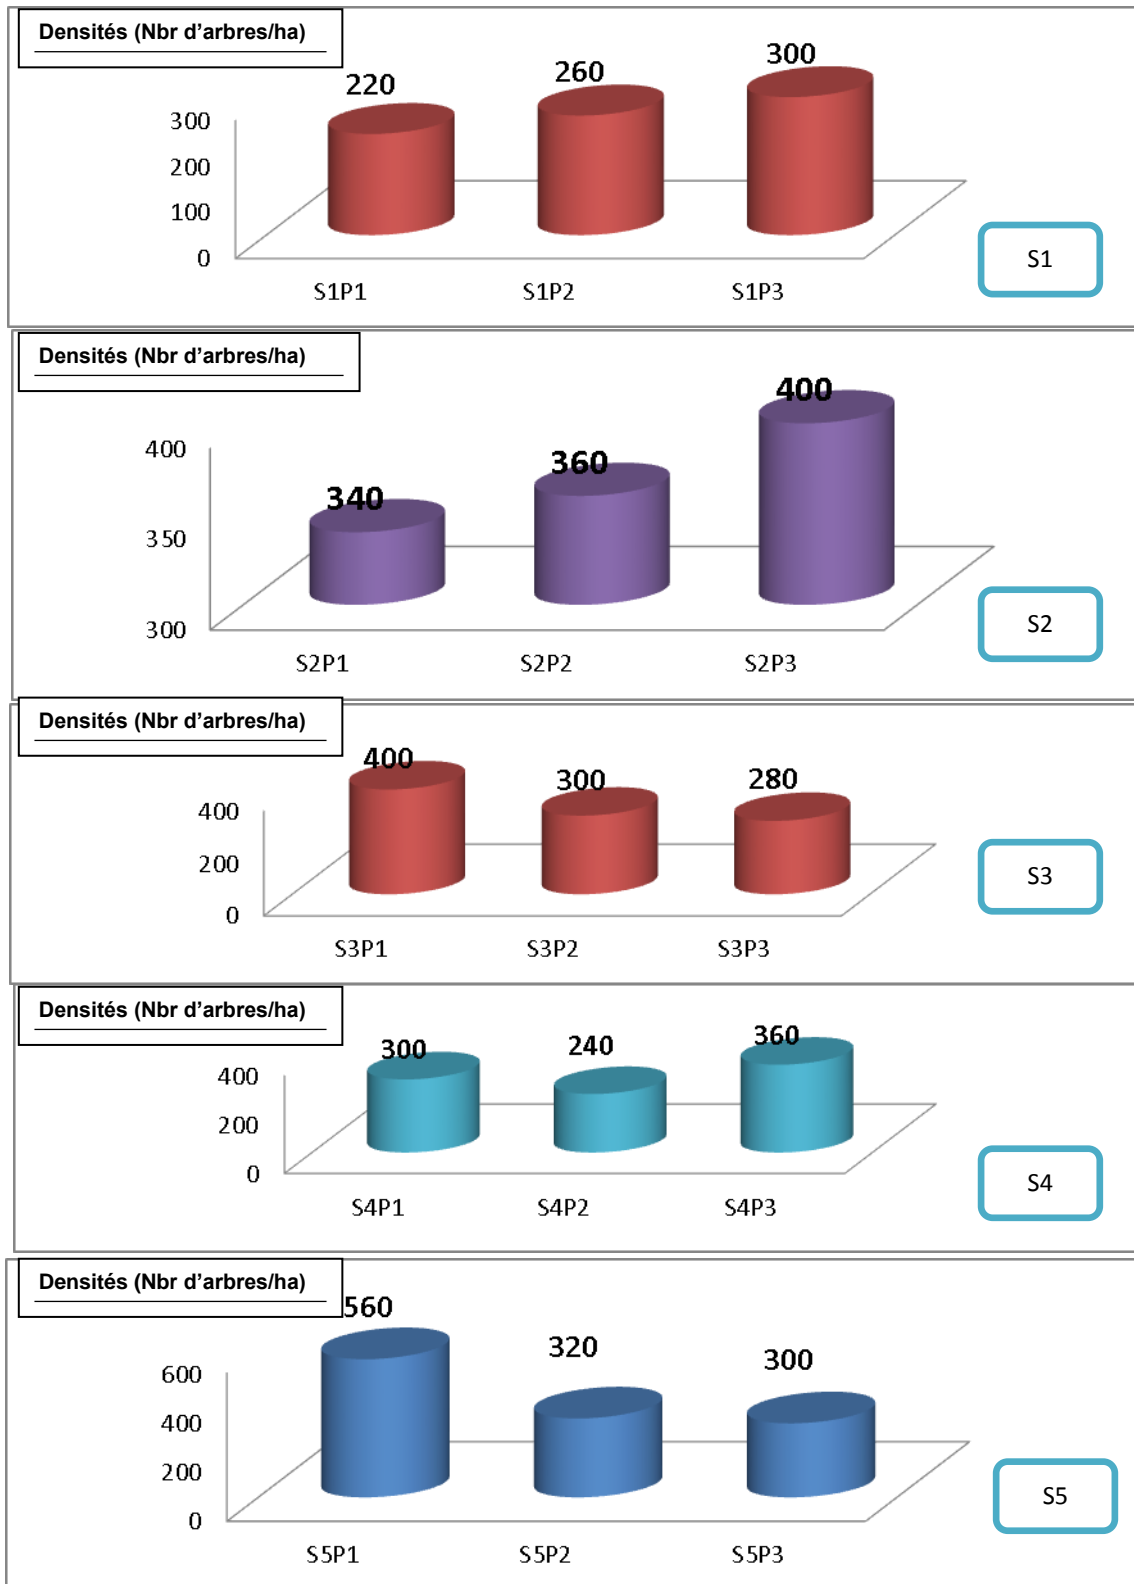 Densités (Nbr d’arbres/ha)
220
260
300
300
200
100
0
S1P1
S1P2
S1P3
S1
Densités (Nbr d’arbres/ha)
340
360
400
400
350
300
S2P1
S2P2
S2P3
S2
Densités (Nbr d’arbres/ha)
400
300
280
400
200
0
S3P1
S3P2
S3P3
S3
Densités (Nbr d’arbres/ha)
300
240
360
400
200
0
S4P1
S4P2
S4P3
S4
Densités (Nbr d’arbres/ha)
560
320
300
600
400
200
0
S5P1
S5P2
S5P3
S5